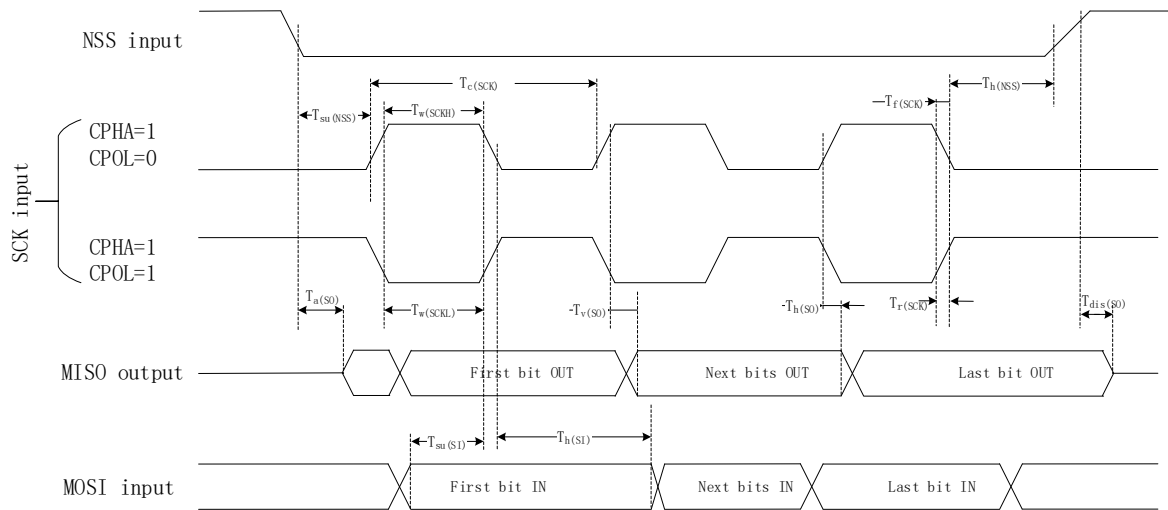 NSS input
Tc(SCK)
Th(NSS)
Tf(SCK)
Tsu(NSS)
Tw(SCKH)
SCK input
CPHA=1
CPOL=0
CPHA=1
CPOL=1
Ta(SO)
Tw(SCKL)
Tv(SO)
Th(SO)
Tr(SCK)
Tdis(SO)
MISO output
First bit OUT
Next bits OUT
Last bit OUT
Tsu(SI)
Th(SI)
MOSI input
First bit IN
Next bits IN
Last bit IN